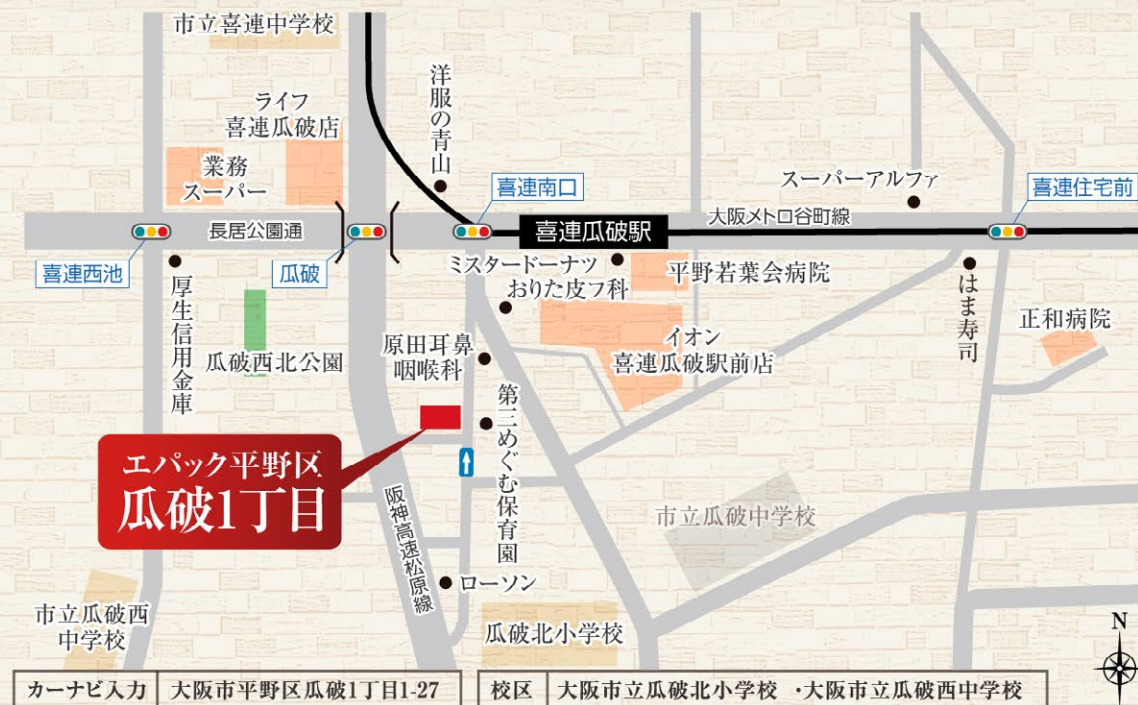 市立喜連中学校
ライフ
喜連瓜破店
業務
スーパー
洋服の青山
喜連南口
スーパーアルファ
喜連住宅前
長居公園通
喜連瓜破駅
大阪メトロ谷町線
喜連西池
瓜破
ミスタードーナツ
おりた皮フ科
平野若葉会病院
厚生信用金庫
瓜破西北公園
原田耳鼻
咽喉科
イオン
喜連瓜破駅前店
はま寿司
正和病院
第三めぐむ保育園
エパック平野区
瓜破1丁目
阪神高速松原線
市立瓜破中学校
ローソン
市立瓜破西
中学校
瓜破北小学校
N
カーナビ入力 大阪市平野区瓜破1丁目1-27
校区 大阪市立瓜破北小学校 ・大阪市立瓜破西中学校